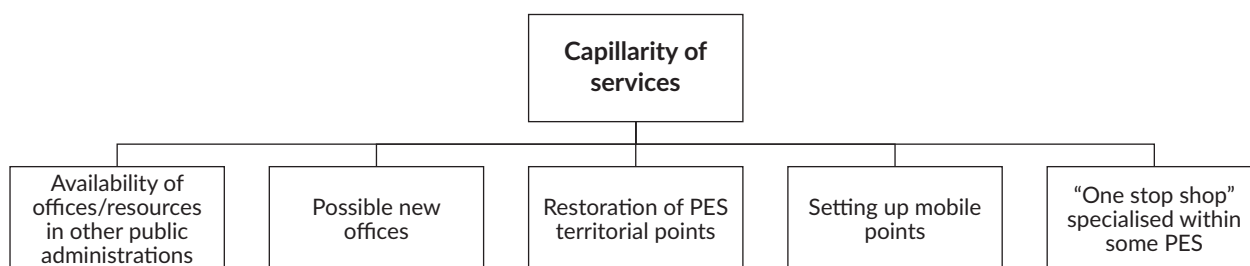 Capillarity of
services
Availability of
offices/resources
in other public
administrations
Possible new
offices
Restoration of PES
territorial points
Setting up mobile
points
“One stop shop”
specialised within
some PES